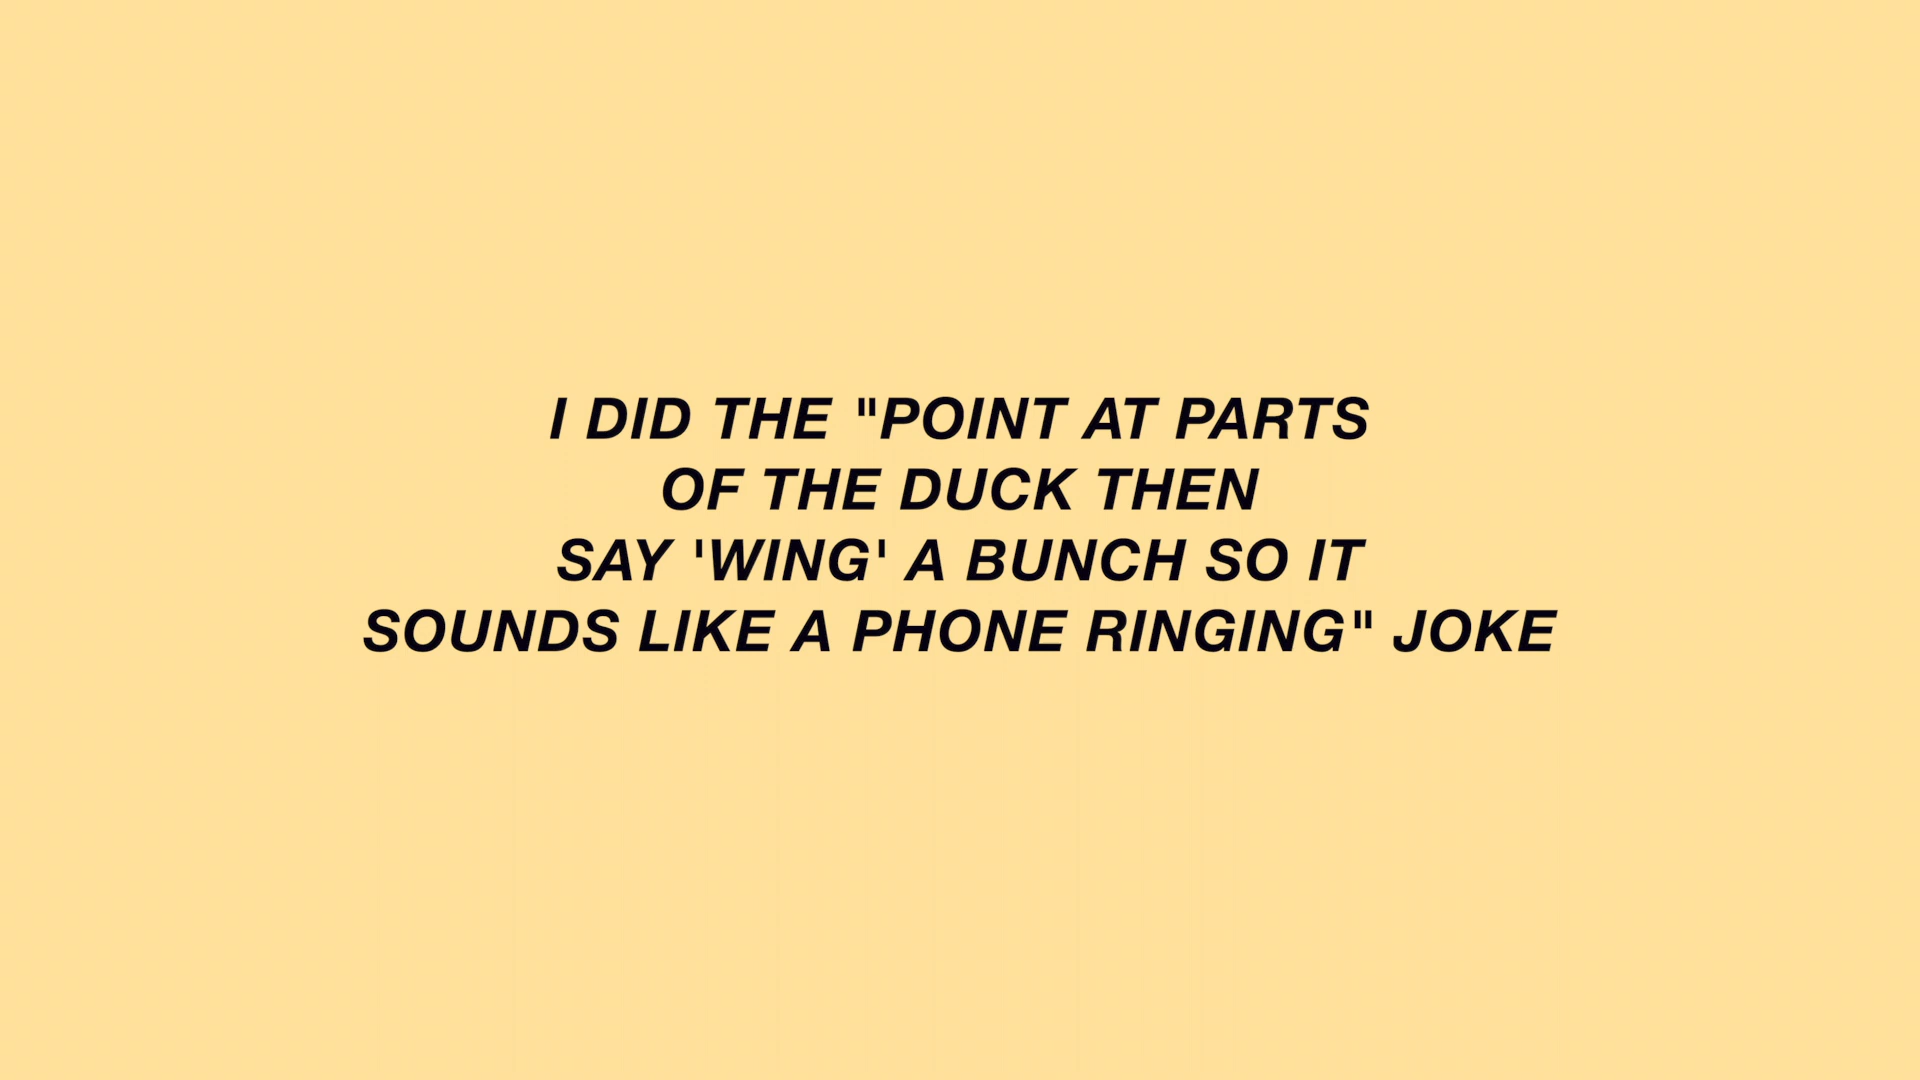 I DID THE "POINT AT PARTS
OF THE DUCK THEN
SAY 'WING' A BUNCH SO IT
SOUNDS LIKE A PHONE RINGING" JOKE